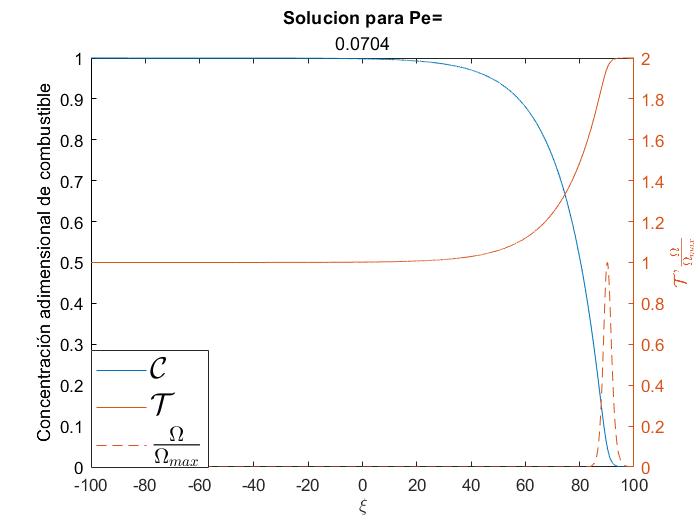 Solucion para Pe=
0.0704
Concentración adimensional de combustible
1
0.9
0.8
0.7
0.6
0.5
0.4
0.3
0.2
0.1
0
2
1.8
1.6
1.4
1.2
1
0.8
0.6
0.4
0.2
0
𝒯, Ω/Ωmax
𝒞
𝒯
Ω/Ωmax
-100 -80 -60 -40 -20 0 20 40 60 80 100
ξ